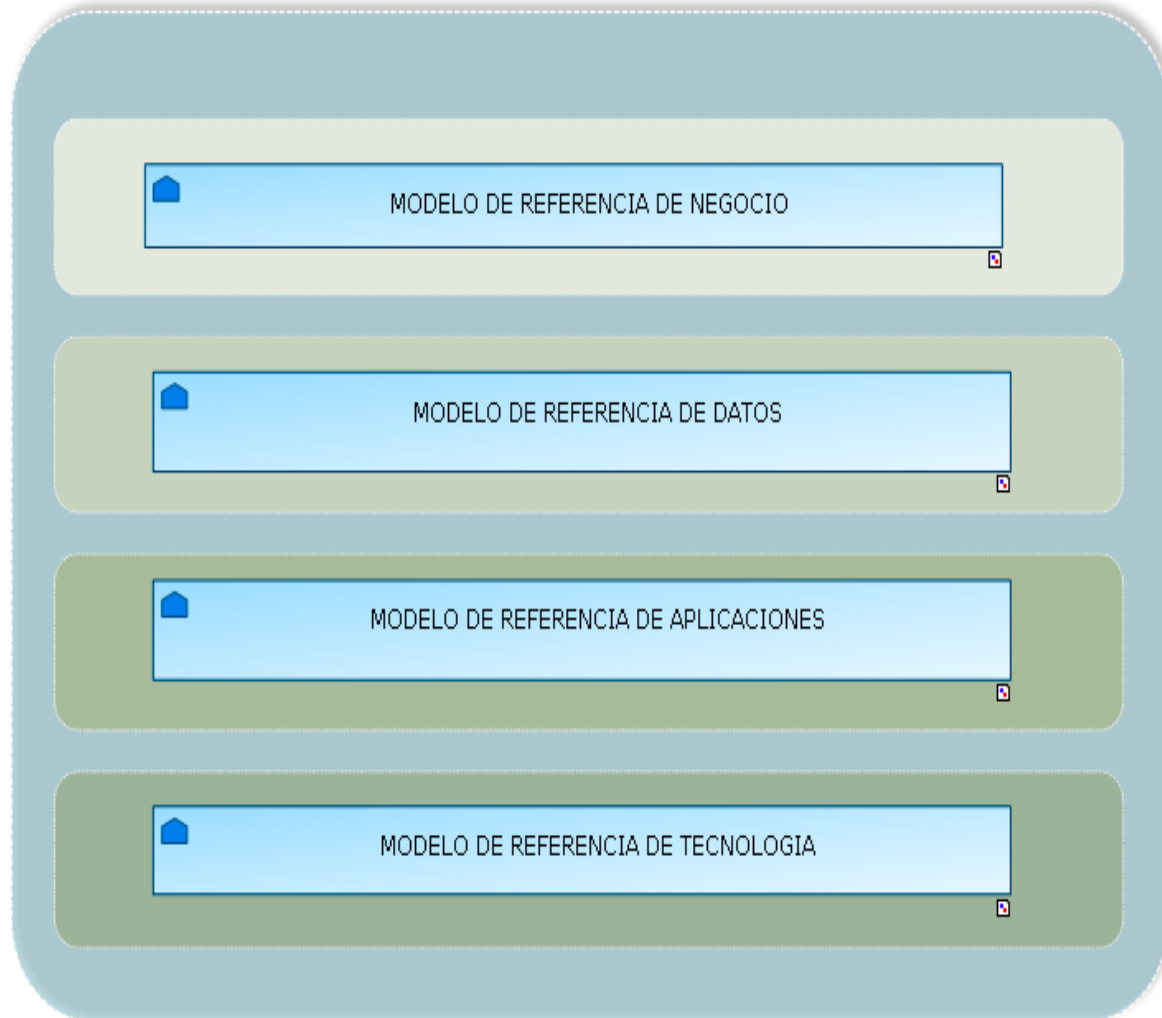 MODELO DE REFERENCIA DE NEGOCIO
MODELO DE REFERENCIA DE DATOS
MODELO DE REFERENCIA DE APLICACIONES
MODELO DE REFERENCIA DE TECNOLOGIA